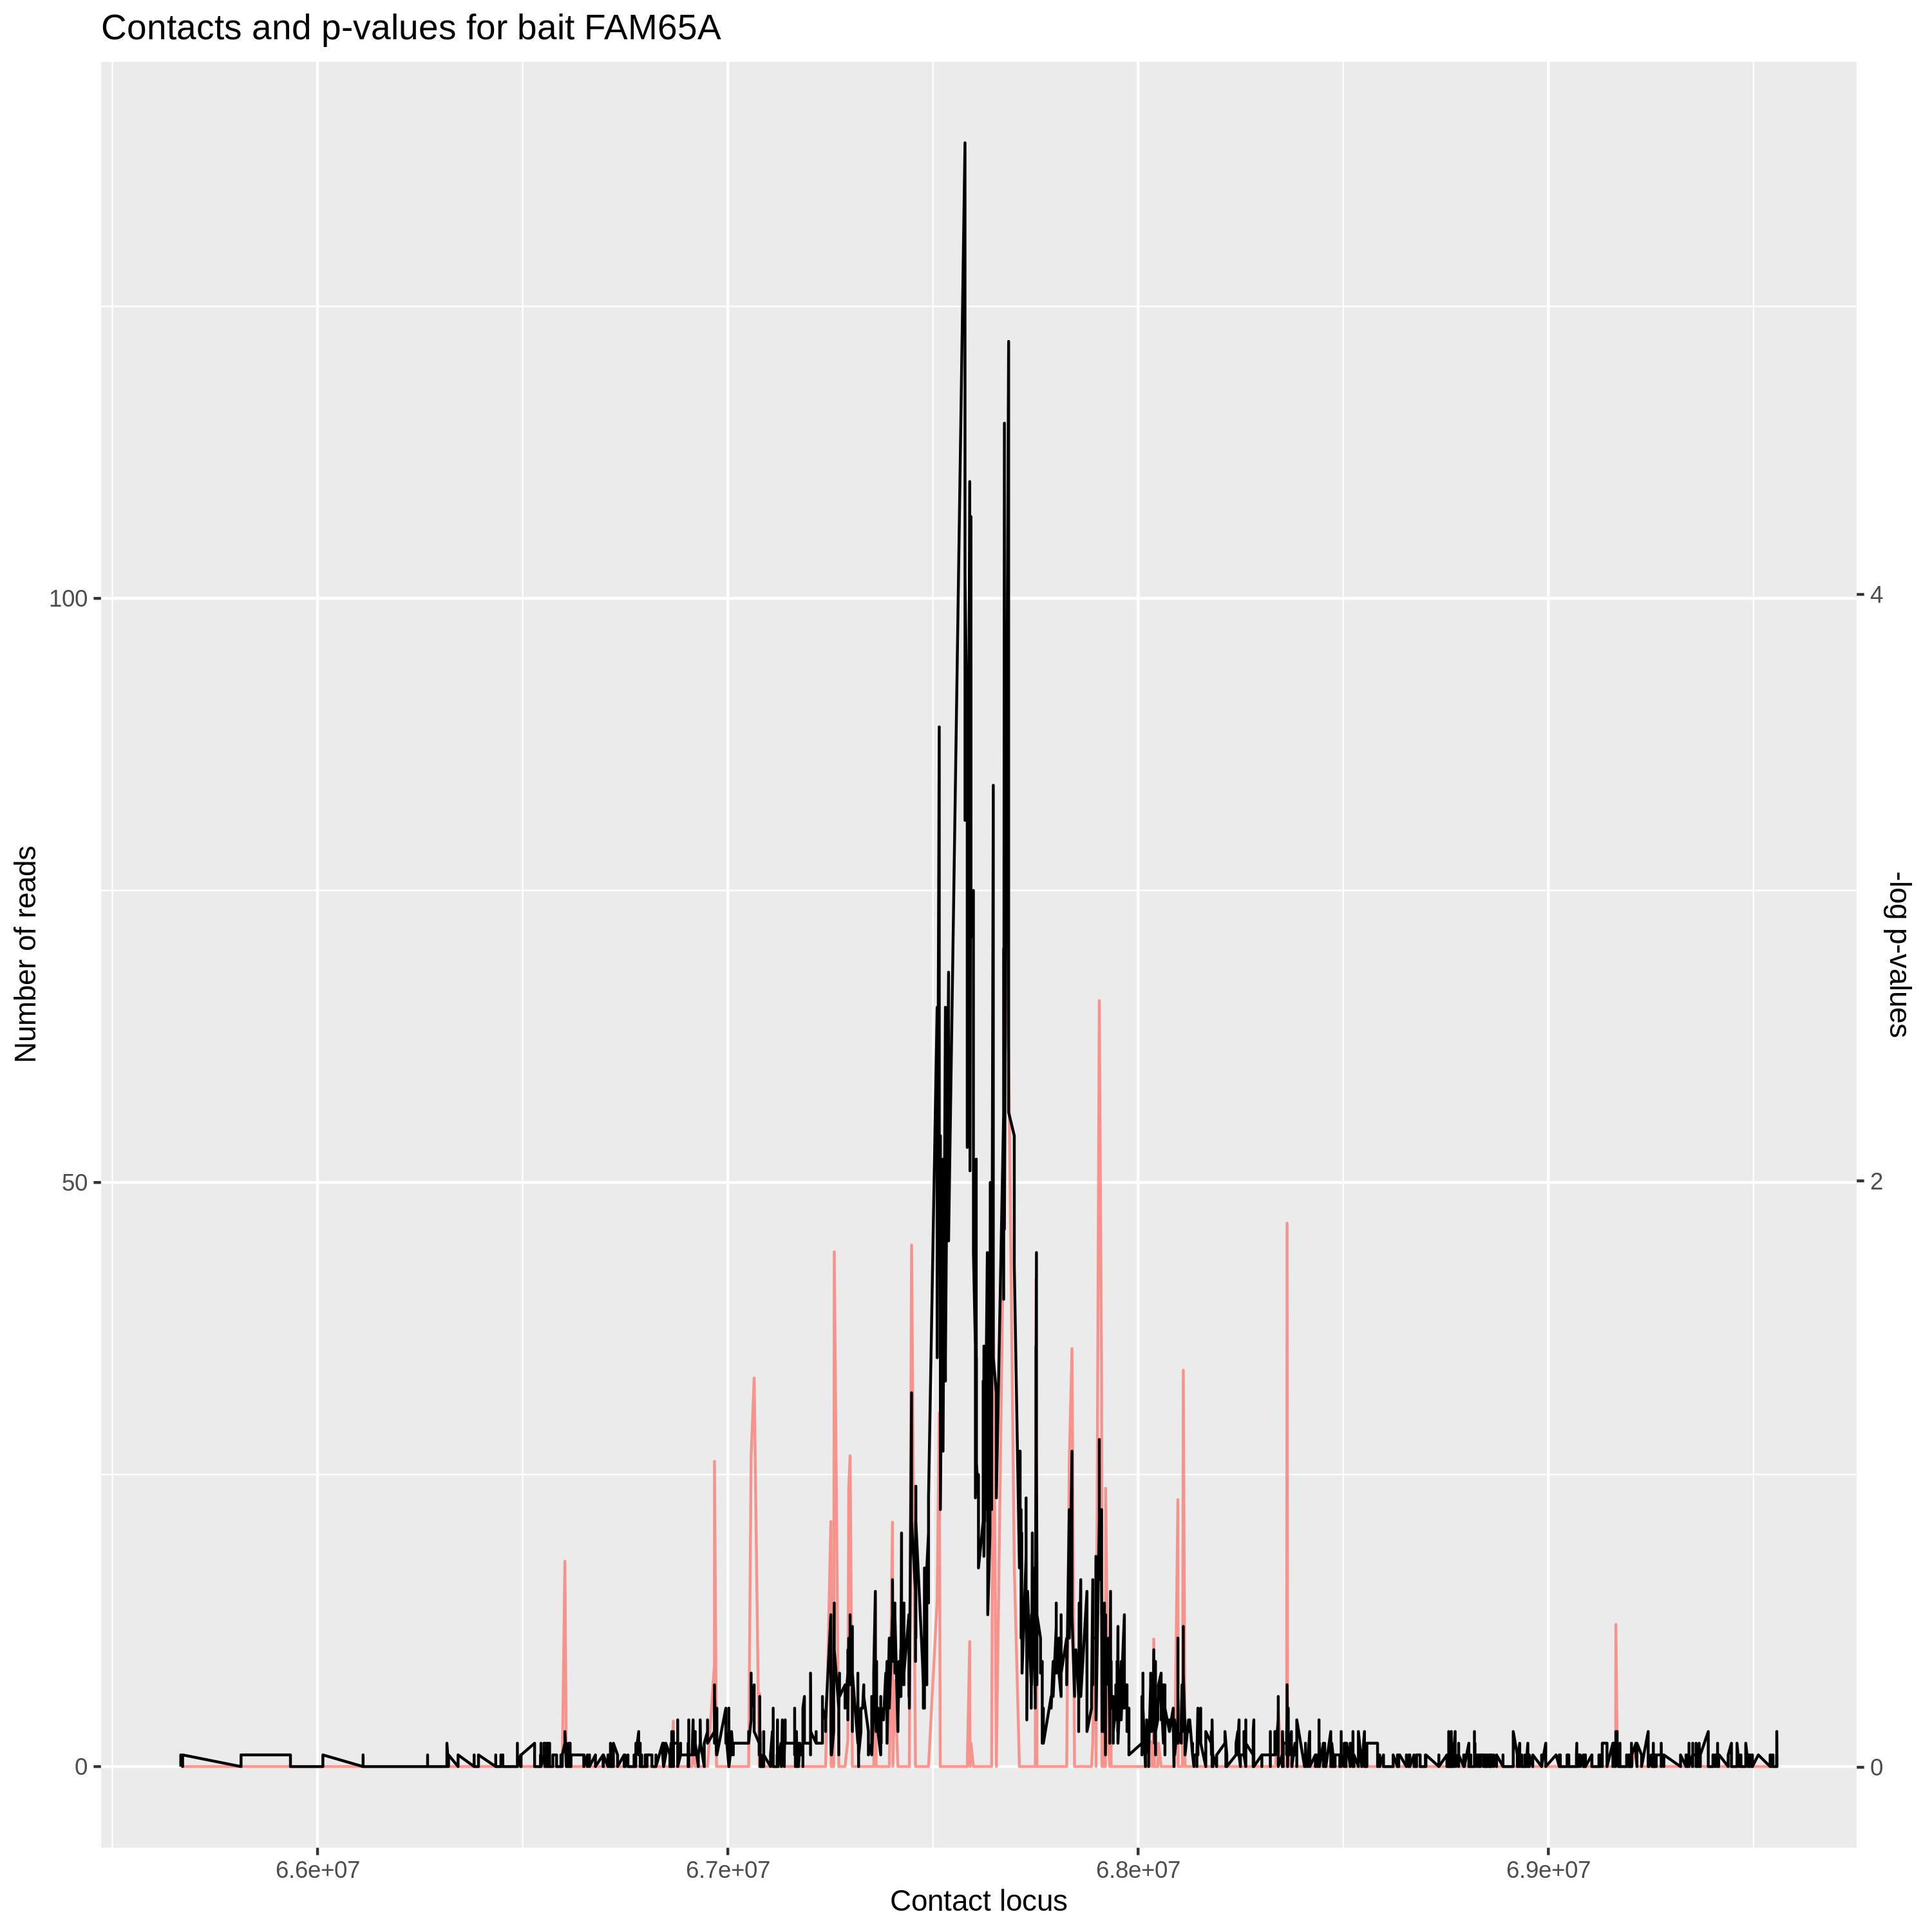 Contacts and p-values for bait FAM65A
Number of reads
100
50
0
4
2
0
-log p-values
6.6e+07
6.7e+07
6.8e+07
6.9e+07
Contact locus